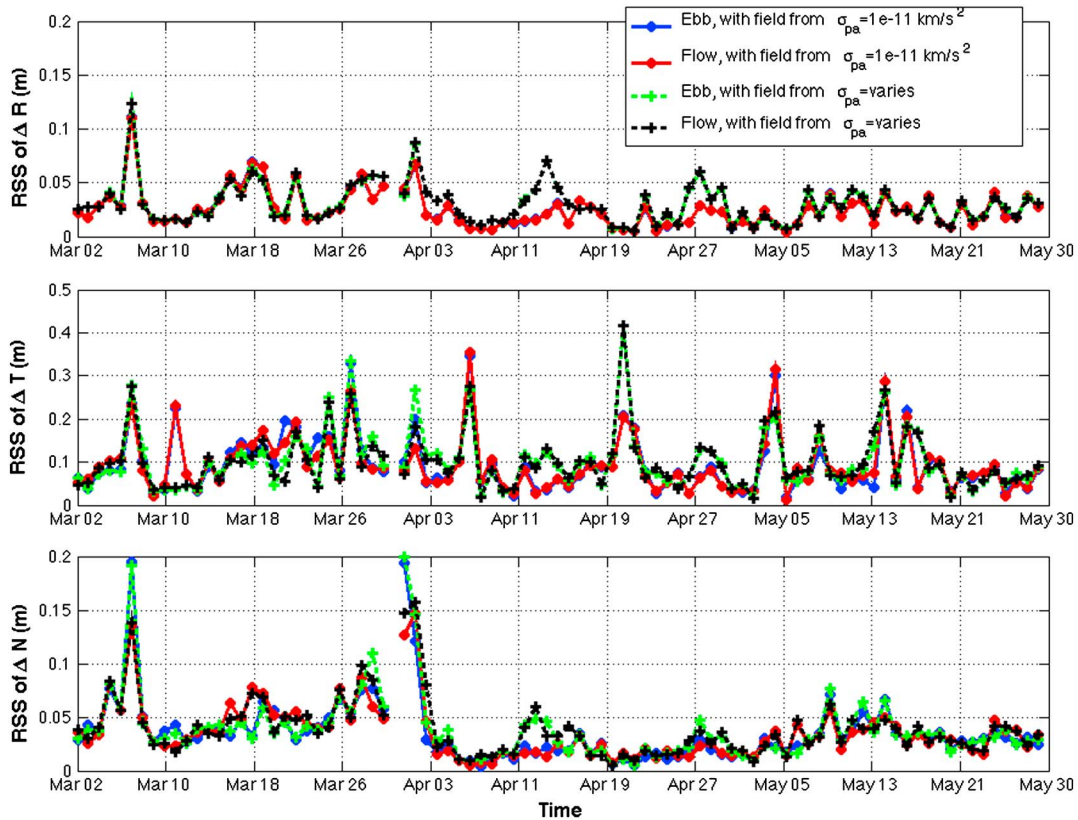 Ebb, with field from σpa=1e-11 km/s²
Flow, with field from σpa=1e-11 km/s²
Ebb, with field from σpa=varies
Flow, with field from σpa=varies
RSS of Δ R (m)
0.2
0.15
0.1
0.05
0
Mar 02 Mar 10 Mar 18 Mar 26 Apr 03 Apr 11 Apr 19 Apr 27 May 05 May 13 May 21 May 30
RSS of Δ T (m)
0.5
0.4
0.3
0.2
0.1
0
Mar 02 Mar 10 Mar 18 Mar 26 Apr 03 Apr 11 Apr 19 Apr 27 May 05 May 13 May 21 May 30
RSS of Δ N (m)
0.2
0.15
0.1
0.05
0
Mar 02 Mar 10 Mar 18 Mar 26 Apr 03 Apr 11 Apr 19 Apr 27 May 05 May 13 May 21 May 30
Time